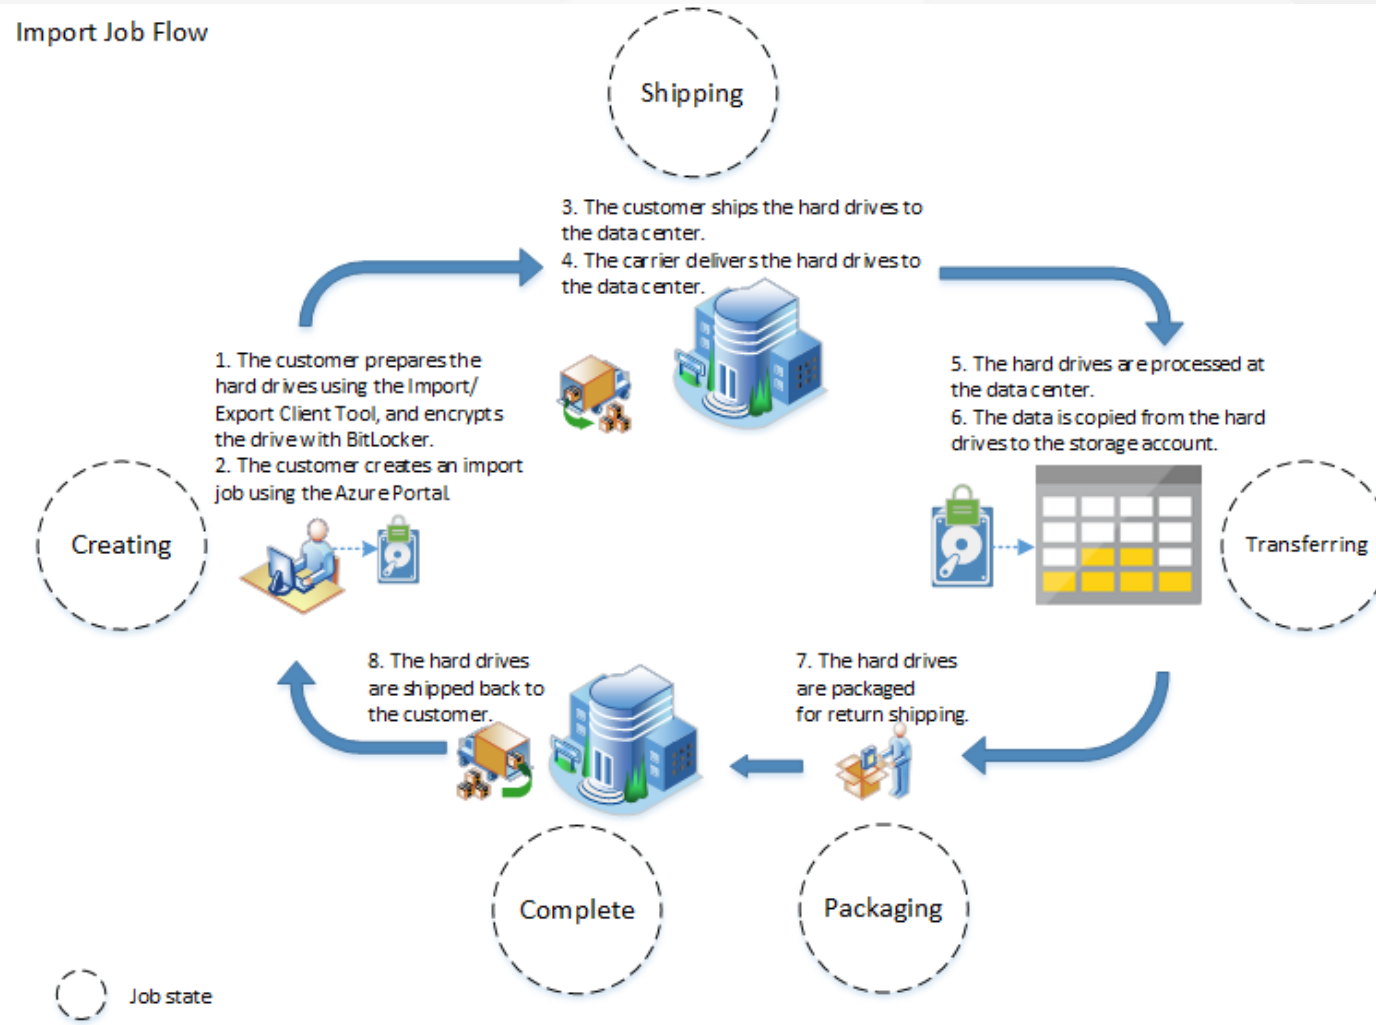 Import Job Flow
Shipping
3. The customer ships the hard drives to
the data center.
4. The carrier delivers the hard drives to
the data center.
1. The customer prepares the
hard drives using the Import/
Export Client Tool, and encrypts
the drive with BitLocker.
2. The customer creates an import
job using the Azure Portal
Creating
5. The hard drives are processed at
the data center.
6. The data is copied from the hard
drives to the storage account.
Transferring
8. The hard drives
are shipped back to
the customer.
7. The hard drives
are packaged
for return shipping.
Complete
Packaging
Job state